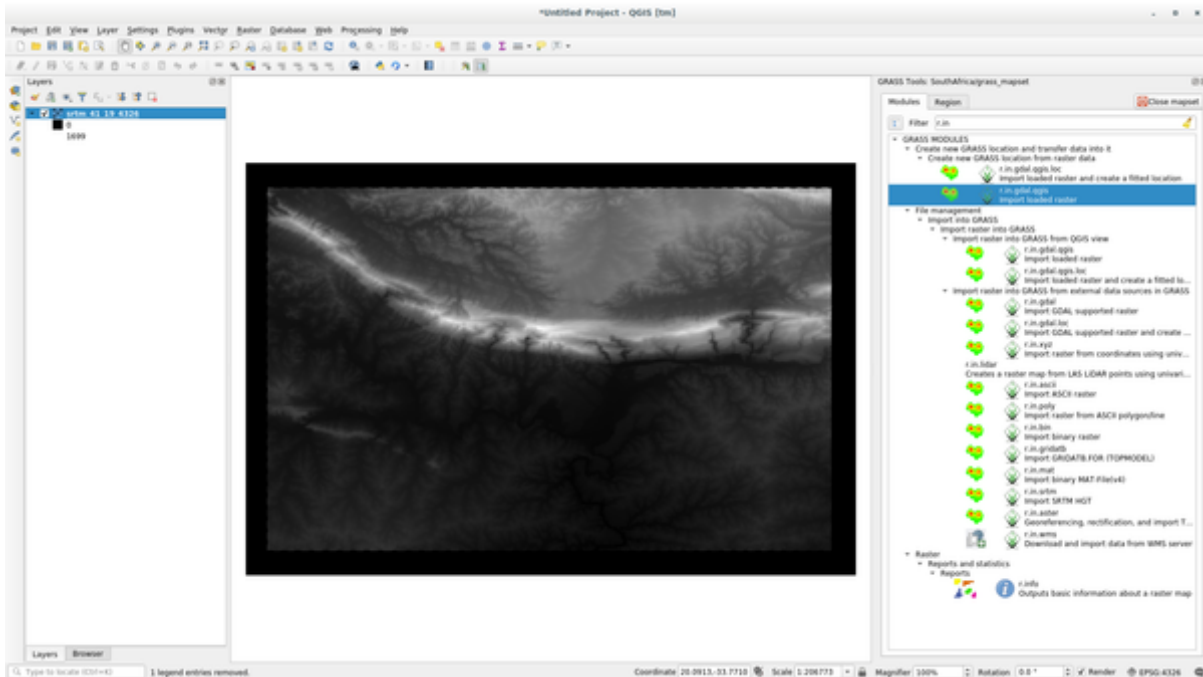 *Untitled Project - QGIS [tm]
Project Edit View Layer Settings Plugins Vector Raster Database Web Processing Help
Layers
srtm_41_19_4326
0
1699
GRASS Tools: SouthAfrica/grass_mapset
Modules Region Close mapset
Filter r.in
GRASS MODULES
Create new GRASS location and transfer data into it
Create new GRASS location from raster data
r.in.gdal.qgis.loc
Import loaded raster and create a fitted location
r.in.gdal.qgis
Import loaded raster
File management
Import into GRASS
Import raster into GRASS
Import raster into GRASS from QGIS view
r.in.gdal.qgis
Import loaded raster
r.in.gdal.qgis.loc
Import loaded raster and create a fitted lo...
Import raster into GRASS from external data sources in GRASS
r.in.gdal
Import GDAL supported raster
r.in.gdal.loc
Import GDAL supported raster and create ...
r.in.xyz
Import raster from coordinates using univ...
r.in.lidar
Creates a raster map from LAS LiDAR points using univari...
r.in.ascii
Import ASCII raster
r.in.poly
Import raster from ASCII polygon/line
r.in.bin
Import binary raster
r.in.gridatb
Import GRIDATB.FOR (TOPMODEL)
r.in.mat
Import binary MAT-File(v4)
r.in.srtm
Import SRTM HGT
r.in.aster
Georeferencing, rectification, and import T...
r.in.wms
Download and import data from WMS server
Raster
Reports and statistics
Reports
r.info
Outputs basic information about a raster map
Layers Browser
Type to locate (Ctrl+K) 1 legend entries removed. Coordinate 20.0913,-33.7710 Scale 1:206773 Magnifier 100% Rotation 0.0 ° Render EPSG:4326